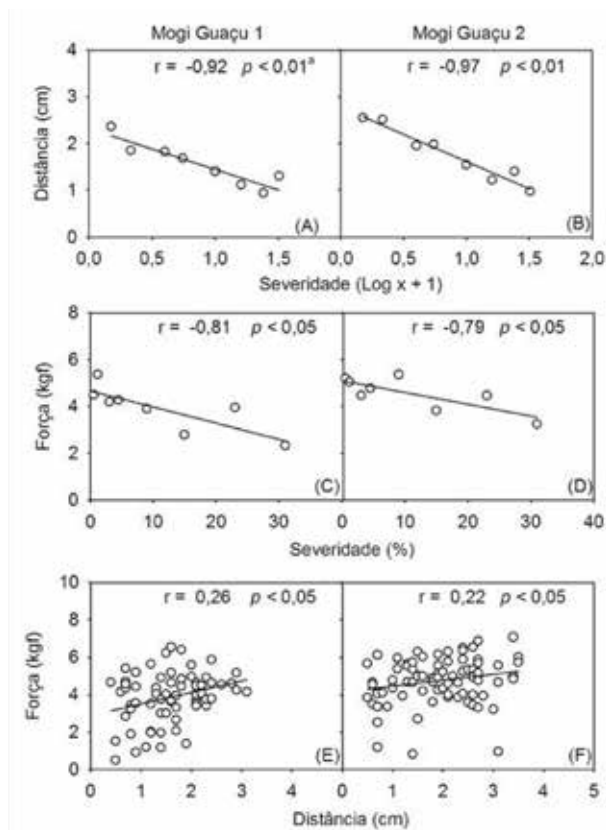 Mogi Guaçu 1 Mogi Guaçu 2
r = -0,92 p < 0,01ª r = -0,97 p < 0,01
4
3
2
1
0
Distância (cm)
(A) (B)
0,0 0,5 1,0 1,5 0,0 0,5 1,0 1,5 2,0
Severidade (Log x + 1)
r = -0,81 p < 0,05 r = -0,79 p < 0,05
8
6
4
2
0
Força (kgf)
(C) (D)
0 10 20 30 0 10 20 30 40
Severidade (%)
r = 0,26 p < 0,05 r = 0,22 p < 0,05
10
8
6
4
2
0
Força (kgf)
(E) (F)
0 1 2 3 4 0 1 2 3 4 5
Distância (cm)